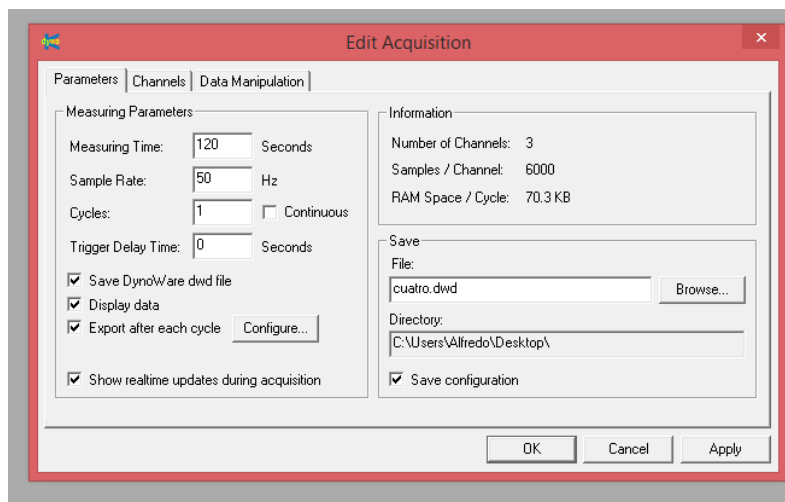 Edit Acquisition
Parameters Channels Data Manipulation
Measuring Parameters
Measuring Time: 120 Seconds
Sample Rate: 50 Hz
Cycles: 1 Continuous
Trigger Delay Time: 0 Seconds
Save DynoWare dwd file
Display data
Export after each cycle Configure...
Show realtime updates during acquisition
Information
Number of Channels: 3
Samples / Channel: 6000
RAM Space / Cycle: 70.3 KB
Save
File:
cuatro.dwd Browse...
Directory:
C:\Users\Alfredo\Desktop\
Save configuration
OK Cancel Apply